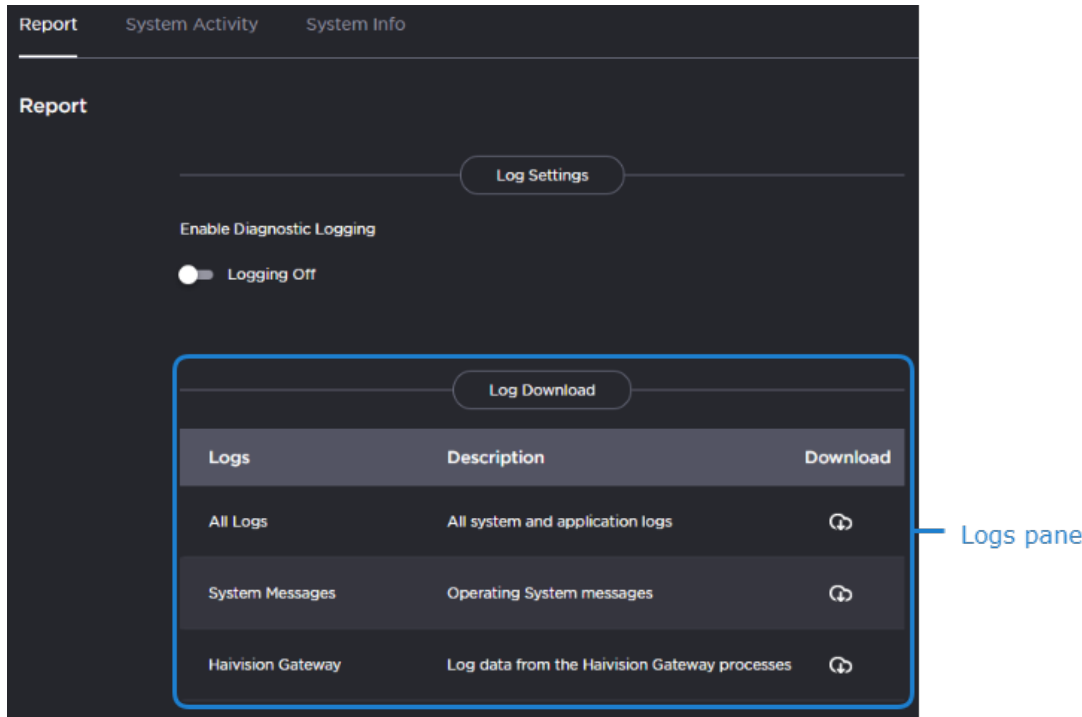 Report System Activity System Info
Report
Log Settings
Enable Diagnostic Logging
Logging Off
Log Download
Logs Description Download
All Logs All system and application logs
Logs pane
System Messages Operating System messages
Haivision Gateway Log data from the Haivision Gateway processes